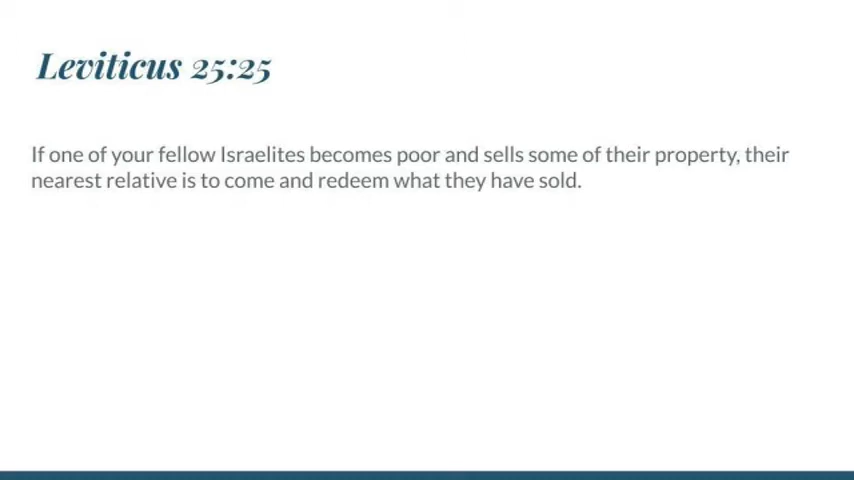 Leviticus 25:25
If one of your fellow Israelites becomes poor and sells some of their property, their
nearest relative is to come and redeem what they have sold.